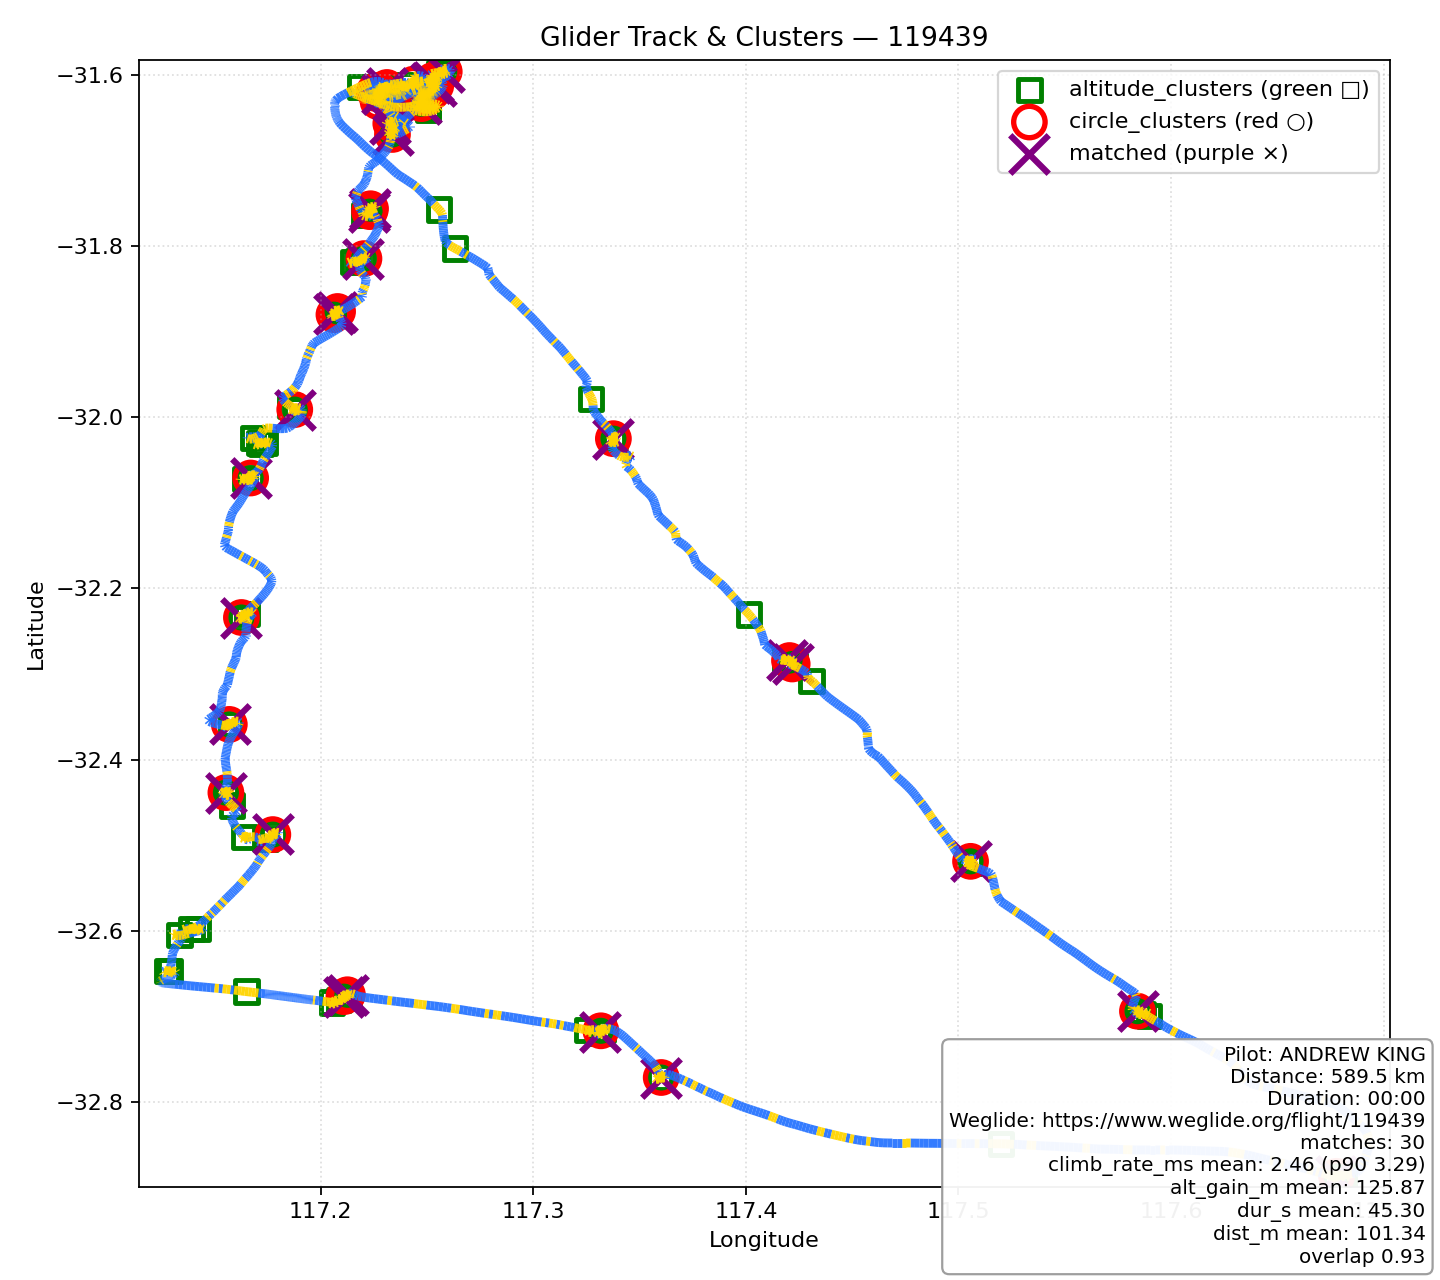 Glider Track & Clusters — 119439
altitude_clusters (green □)
circle_clusters (red ○)
matched (purple ×)
Latitude
−31.6
−31.8
−32.0
−32.2
−32.4
−32.6
−32.8
117.2
117.3
117.4
117.5
117.6
Longitude
Pilot: ANDREW KING
Distance: 589.5 km
Duration: 00:00
Weglide: https://www.weglide.org/flight/119439
matches: 30
climb_rate_ms mean: 2.46 (p90 3.29)
alt_gain_m mean: 125.87
dur_s mean: 45.30
dist_m mean: 101.34
overlap 0.93